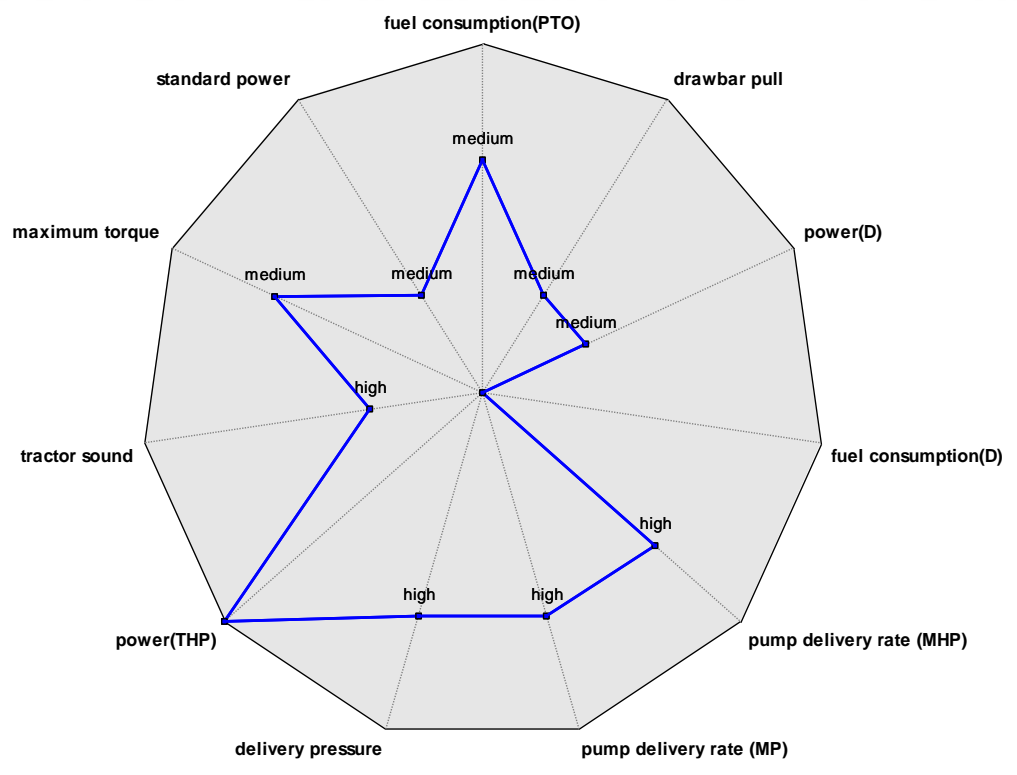 fuel consumption(PTO)
standard power
drawbar pull
medium
maximum torque
power(D)
medium
medium
medium
medium
high
tractor sound
fuel consumption(D)
high
high
high
power(THP)
pump delivery rate (MHP)
delivery pressure
pump delivery rate (MP)